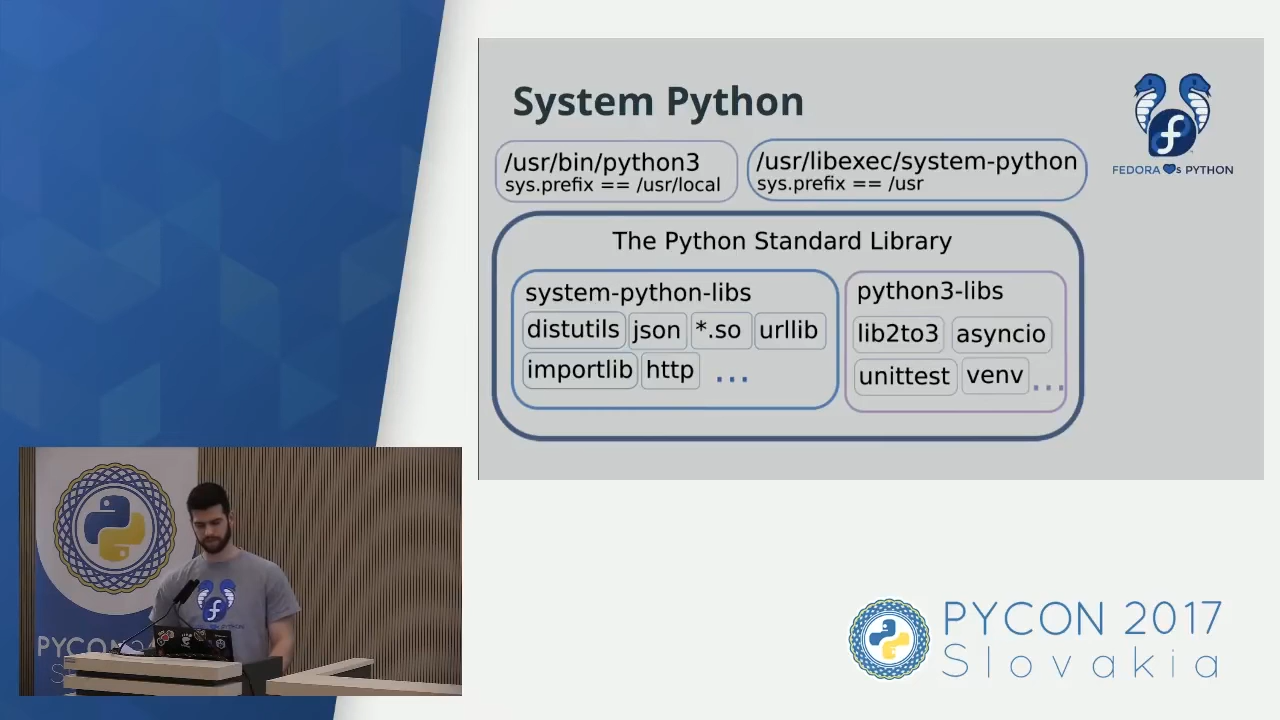 System Python
/usr/bin/python3
sys.prefix == /usr/local
/usr/libexec/system-python
sys.prefix == /usr
FEDORA s PYTHON
The Python Standard Library
system-python-libs
distutils json *.so urllib
importlib http ...
python3-libs
lib2to3 asyncio
unittest venv ...
PYCON
S
PYCON 2017
Slovakia